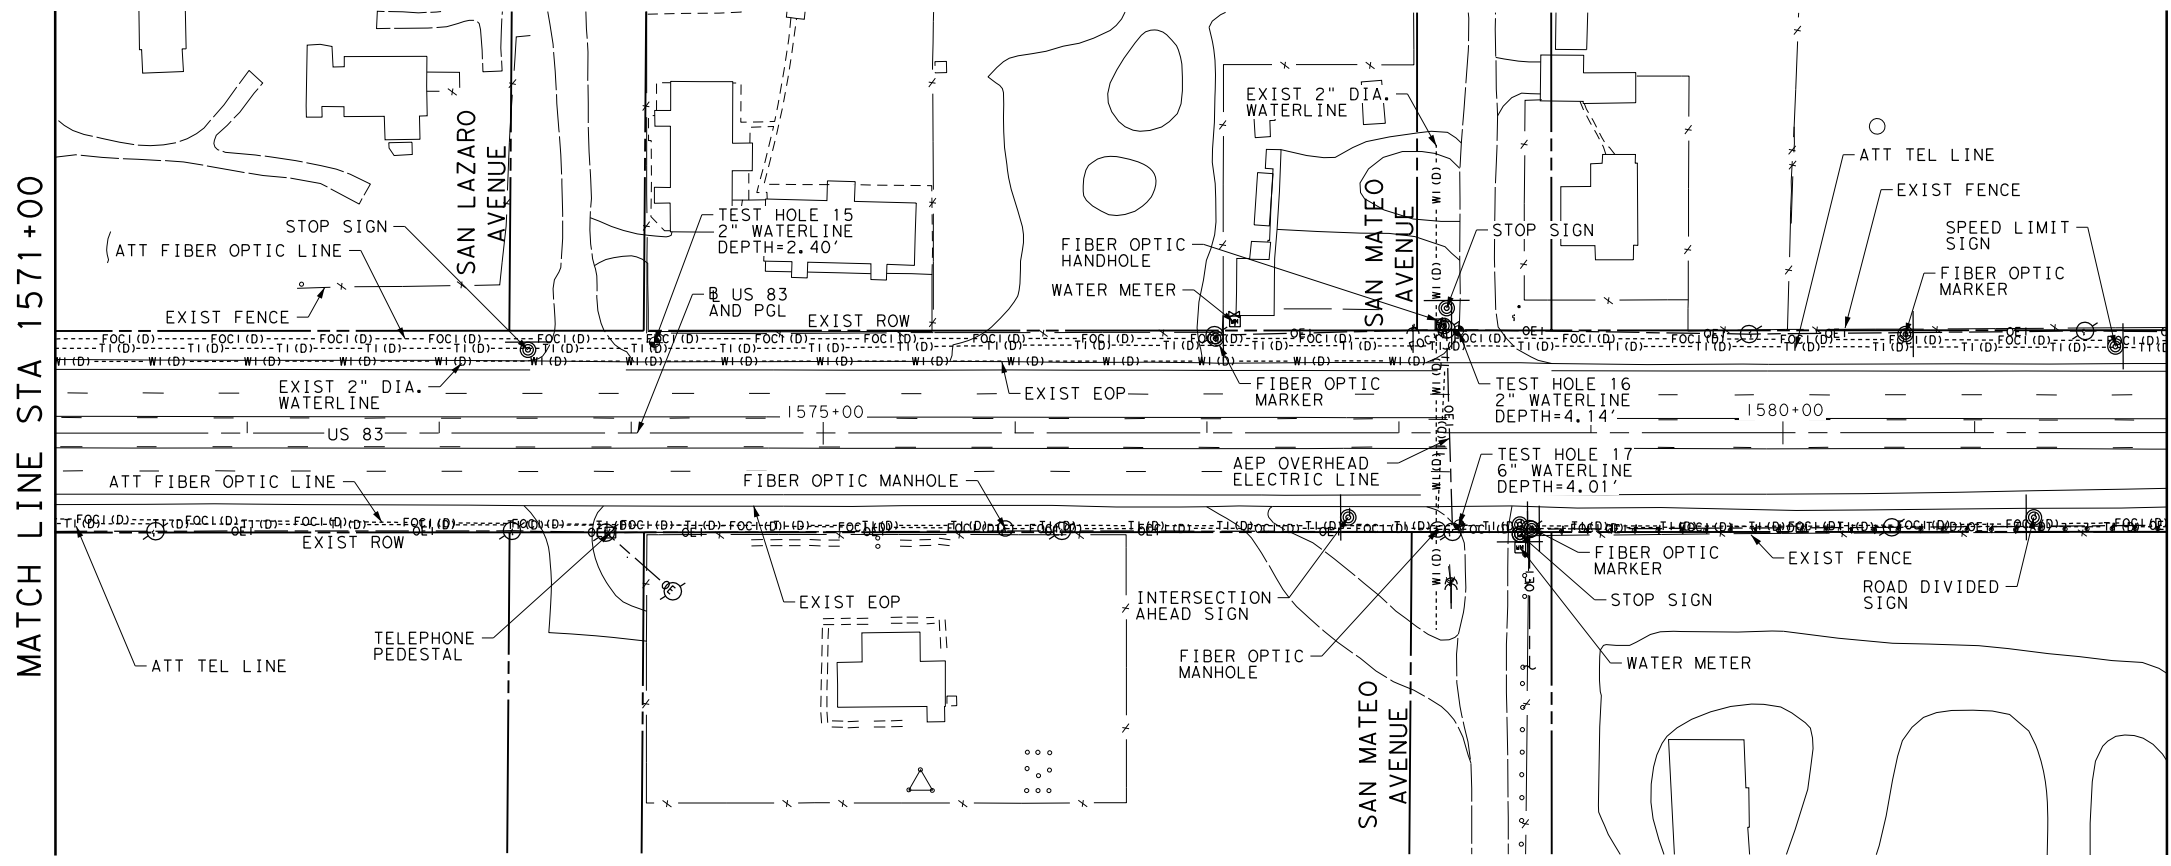 MATCH LINE STA 1571+00
SAN LAZARO
AVENUE
STOP SIGN
ATT FIBER OPTIC LINE
EXIST FENCE
TEST HOLE 15
2" WATERLINE
DEPTH=2.40'
℄ US 83
AND PGL
EXIST ROW
EXIST 2" DIA.
WATERLINE
FIBER OPTIC
HANDHOLE
WATER METER
SAN MATEO
AVENUE
STOP SIGN
ATT TEL LINE
EXIST FENCE
SPEED LIMIT
SIGN
FIBER OPTIC
MARKER
FOC1(D)
T1(D)
W1(D)
OE1
EXIST 2" DIA.
WATERLINE
EXIST EOP
FIBER OPTIC
MARKER
TEST HOLE 16
2" WATERLINE
DEPTH=4.14'
1575+00
1580+00
US 83
ATT FIBER OPTIC LINE
FIBER OPTIC MANHOLE
AEP OVERHEAD
ELECTRIC LINE
TEST HOLE 17
6" WATERLINE
DEPTH=4.01'
EXIST ROW
FIBER OPTIC
MARKER
EXIST FENCE
ROAD DIVIDED
SIGN
STOP SIGN
WATER METER
EXIST EOP
INTERSECTION
AHEAD SIGN
TELEPHONE
PEDESTAL
ATT TEL LINE
FIBER OPTIC
MANHOLE
SAN MATEO
AVENUE